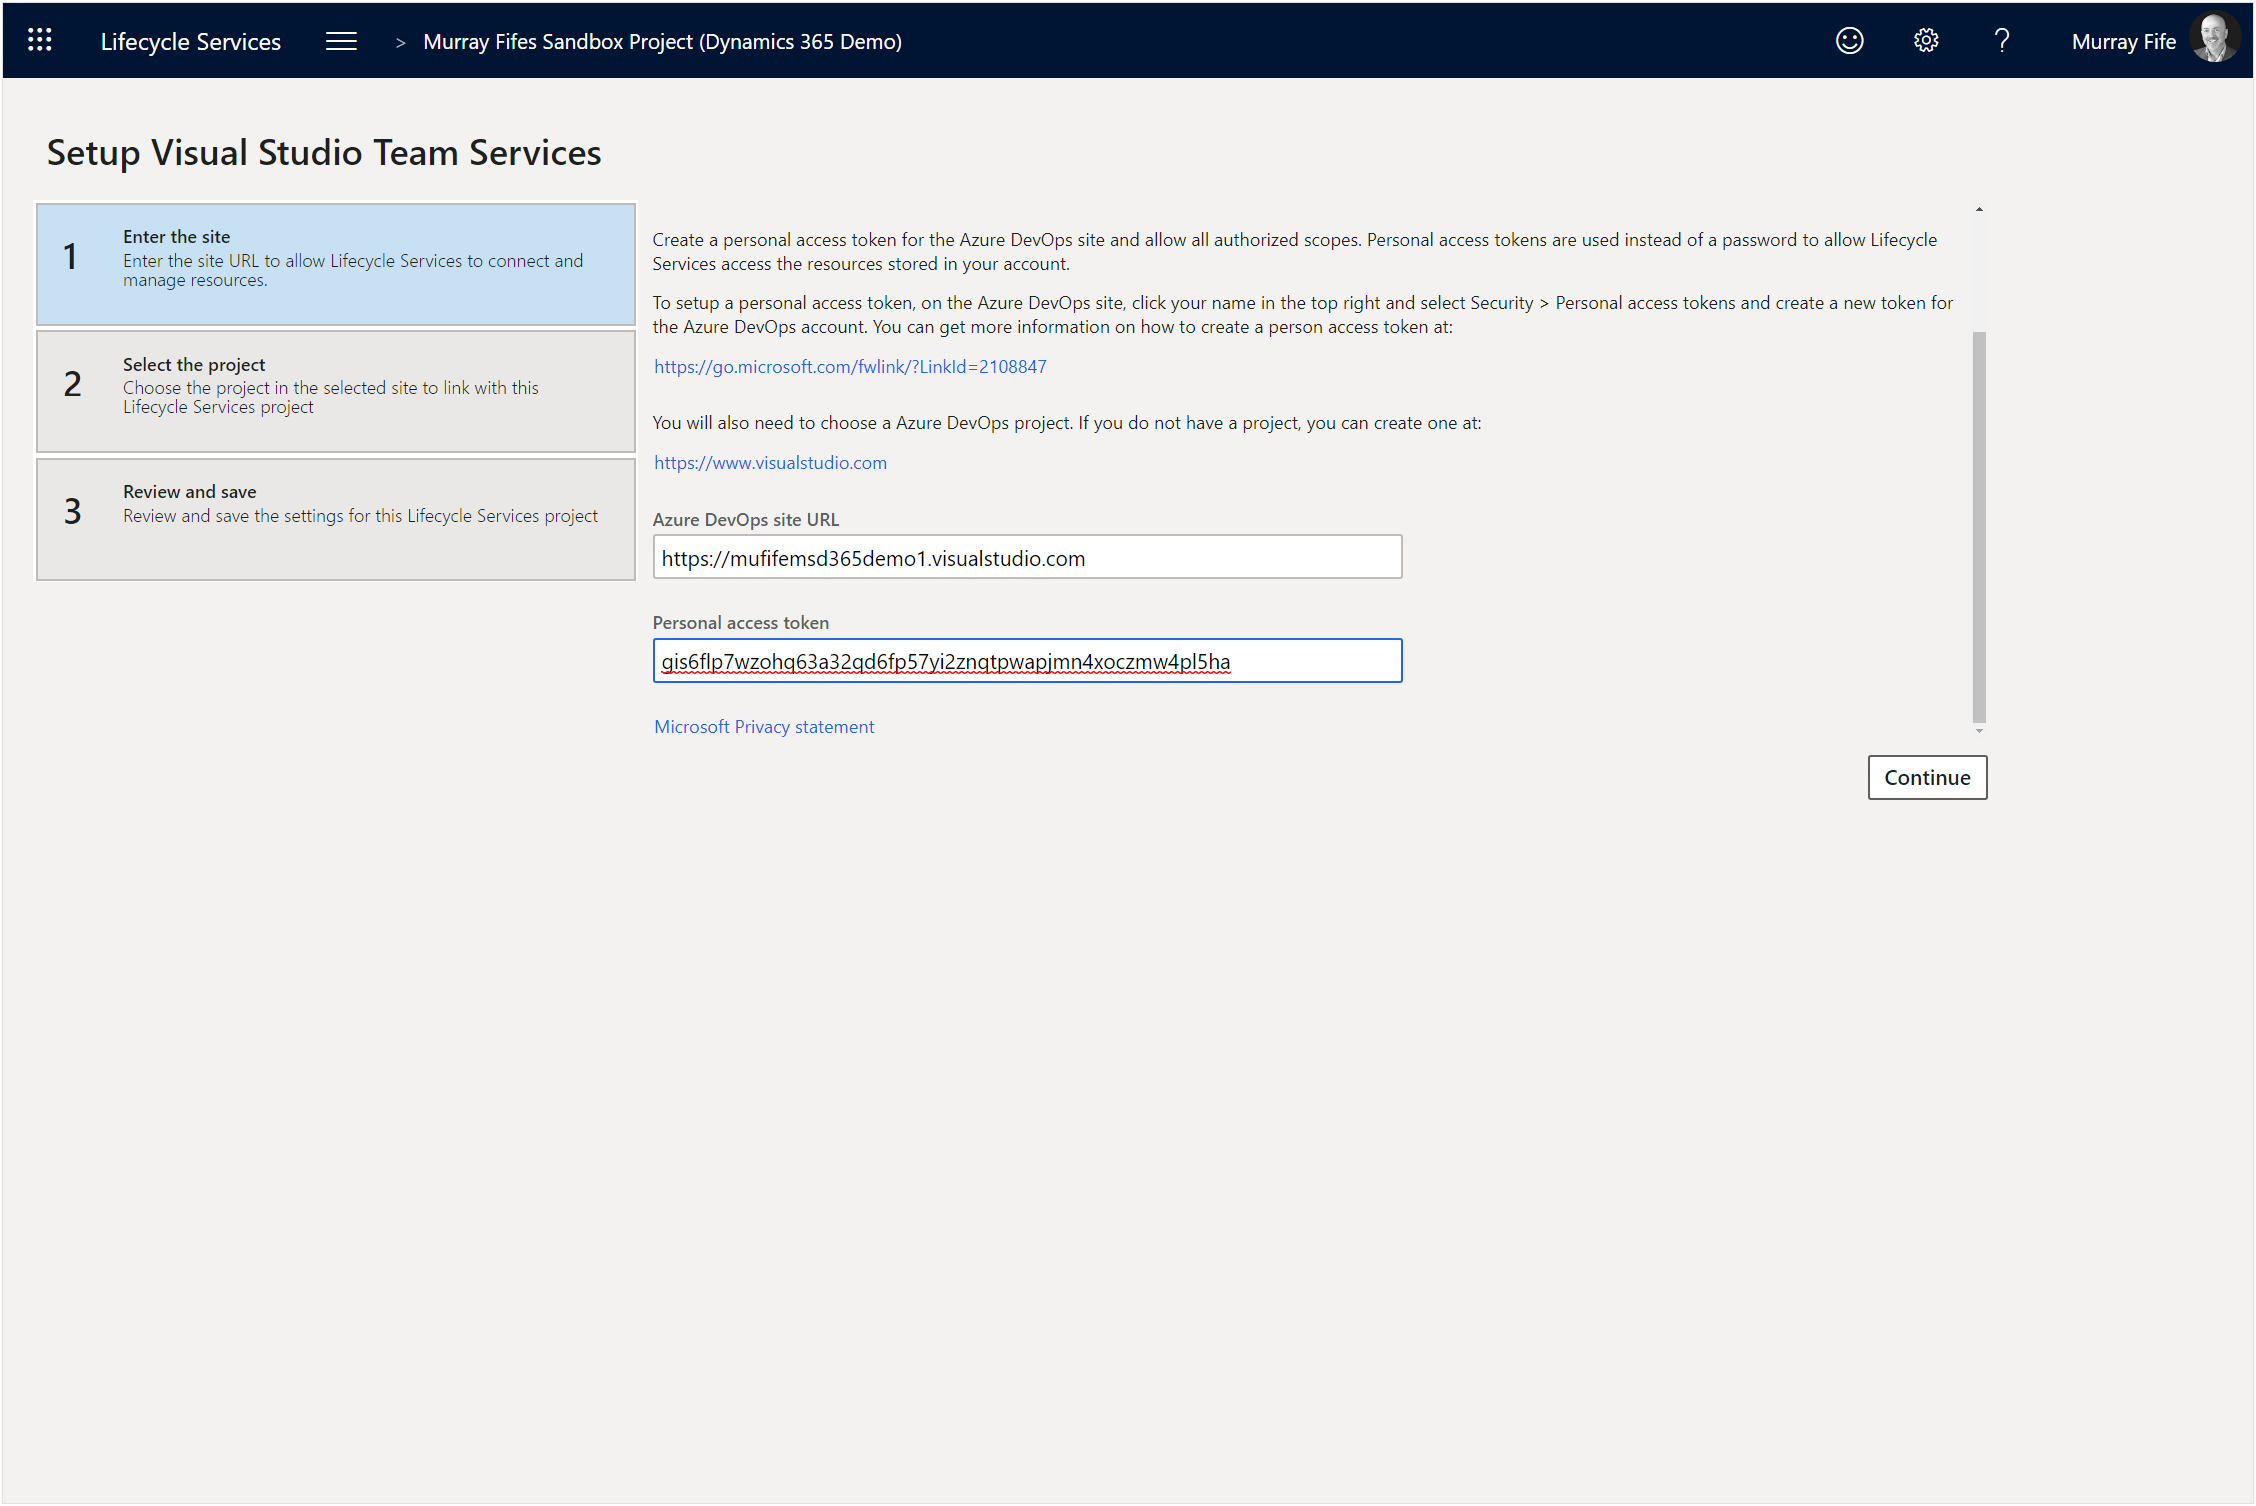 Lifecycle Services
> Murray Fifes Sandbox Project (Dynamics 365 Demo)
? Murray Fife
Setup Visual Studio Team Services
1
Enter the site
Enter the site URL to allow Lifecycle Services to connect and
manage resources.
2
Select the project
Choose the project in the selected site to link with this
Lifecycle Services project
3
Review and save
Review and save the settings for this Lifecycle Services project
Create a personal access token for the Azure DevOps site and allow all authorized scopes. Personal access tokens are used instead of a password to allow Lifecycle
Services access the resources stored in your account.
To setup a personal access token, on the Azure DevOps site, click your name in the top right and select Security > Personal access tokens and create a new token for
the Azure DevOps account. You can get more information on how to create a person access token at:
https://go.microsoft.com/fwlink/?LinkId=2108847
You will also need to choose a Azure DevOps project. If you do not have a project, you can create one at:
https://www.visualstudio.com
Azure DevOps site URL
https://mufifemsd365demo1.visualstudio.com
Personal access token
gis6flp7wzohq63a32qd6fp57yi2znqtpwapjmn4xoczmw4pl5ha
Microsoft Privacy statement
Continue